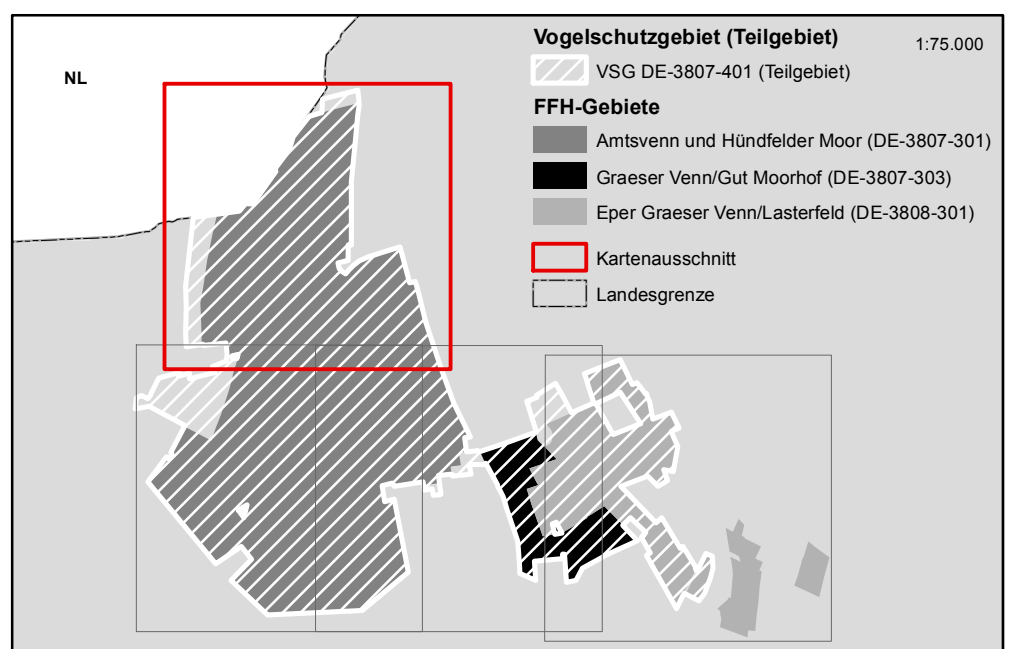 Vogelschutzgebiet (Teilgebiet)
1:75.000
NL
VSG DE-3807-401 (Teilgebiet)
FFH-Gebiete
Amtsvenn und Hündfelder Moor (DE-3807-301)
Graeser Venn/Gut Moorhof (DE-3807-303)
Eper Graeser Venn/Lasterfeld (DE-3808-301)
Kartenausschnitt
Landesgrenze